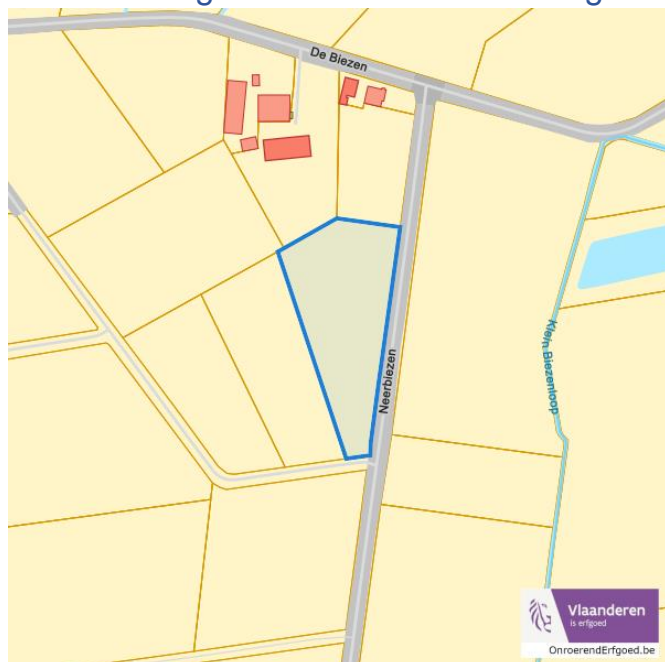 De Biezen
Neerbiezen
Klein Biezenloop
Vlaanderen
is erfgoed
OnroerendErfgoed.be